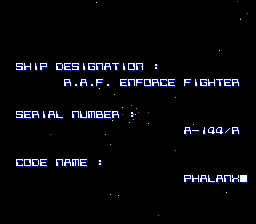 SHIP DESIGNATION :
R.A.F. ENFORCE FIGHTER
SERIAL NUMBER :
A-144/R
CODE NAME :
PHALANX